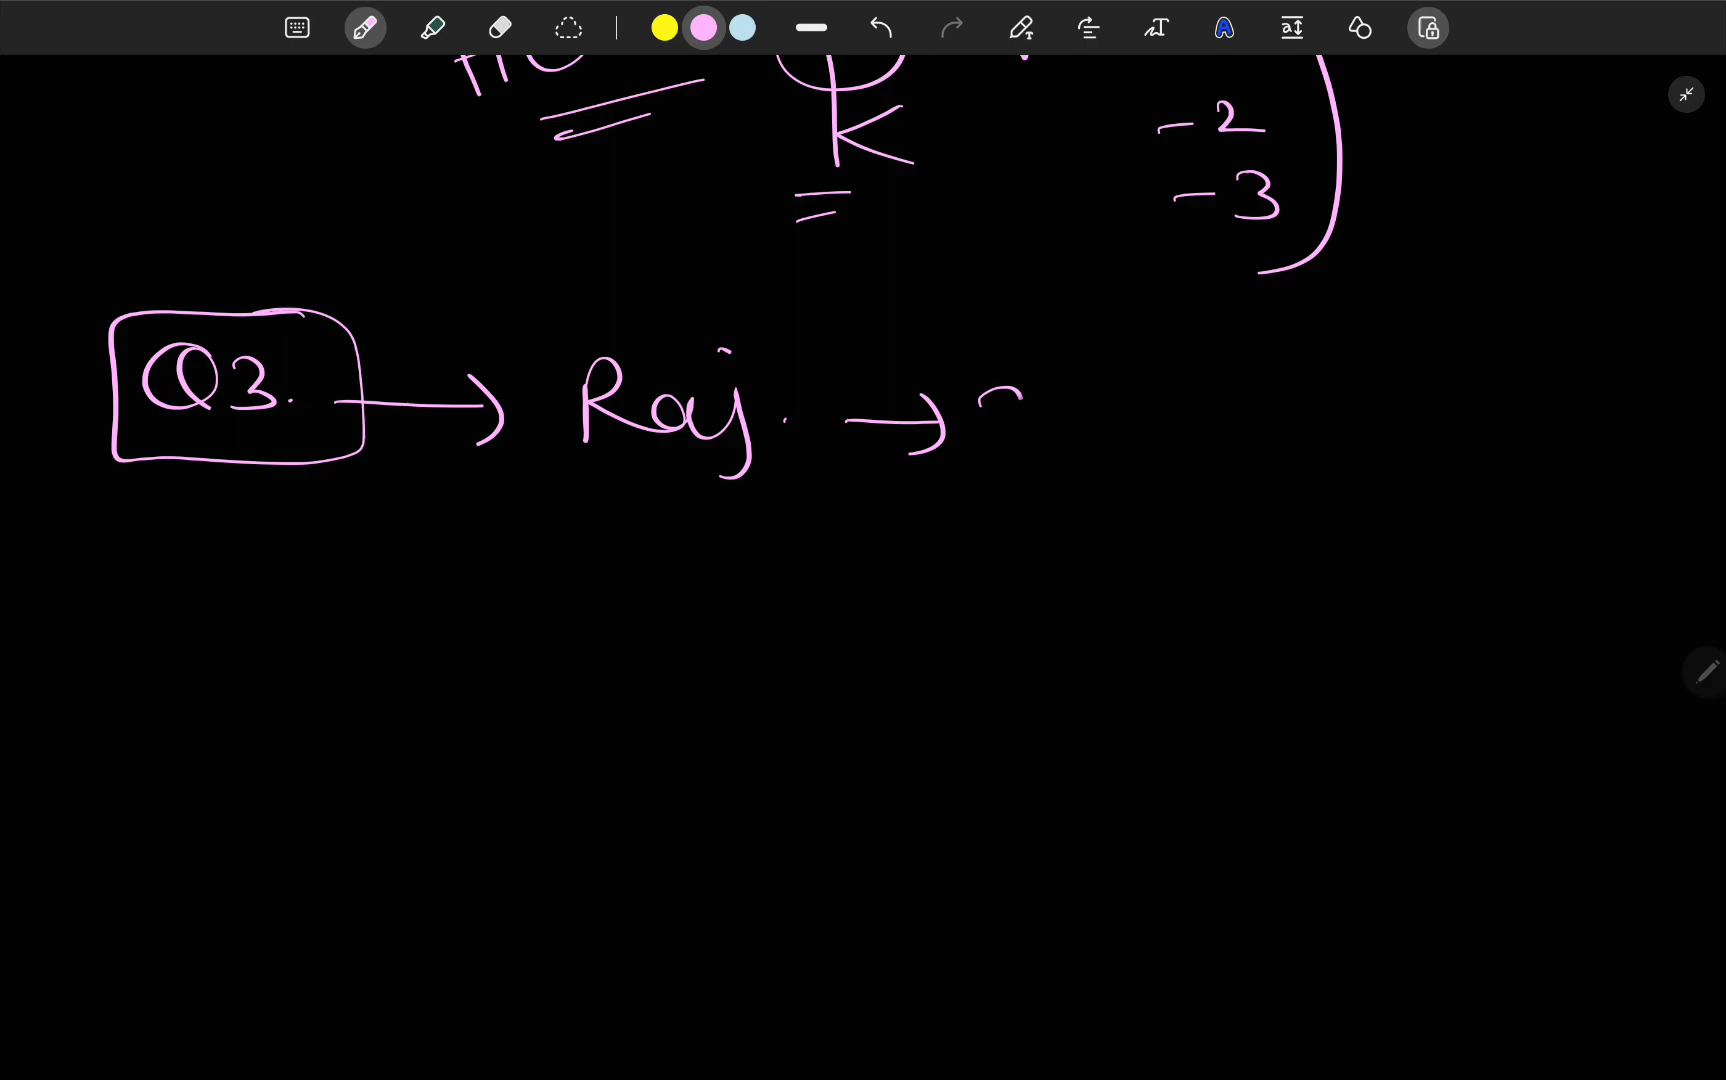 K
- 2
- 3
Q3. → Raj. →